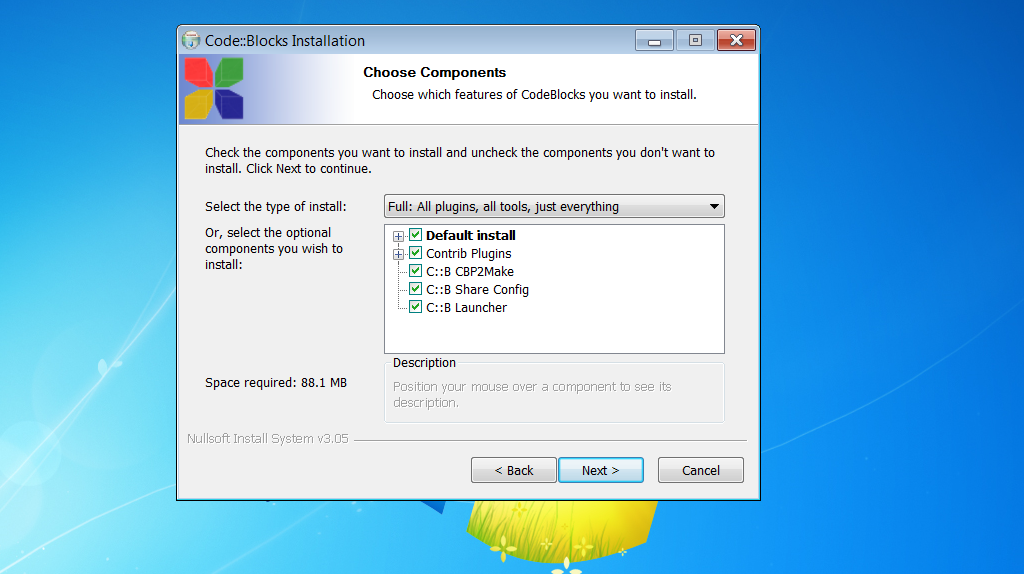 Code::Blocks Installation
Choose Components
Choose which features of CodeBlocks you want to install.
Check the components you want to install and uncheck the components you don't want to
install. Click Next to continue.
Select the type of install:
Full: All plugins, all tools, just everything
Or, select the optional
components you wish to
install:
Default install
Contrib Plugins
C::B CBP2Make
C::B Share Config
C::B Launcher
Space required: 88.1 MB
Description
Position your mouse over a component to see its
description.
Nullsoft Install System v3.05
< Back
Next >
Cancel